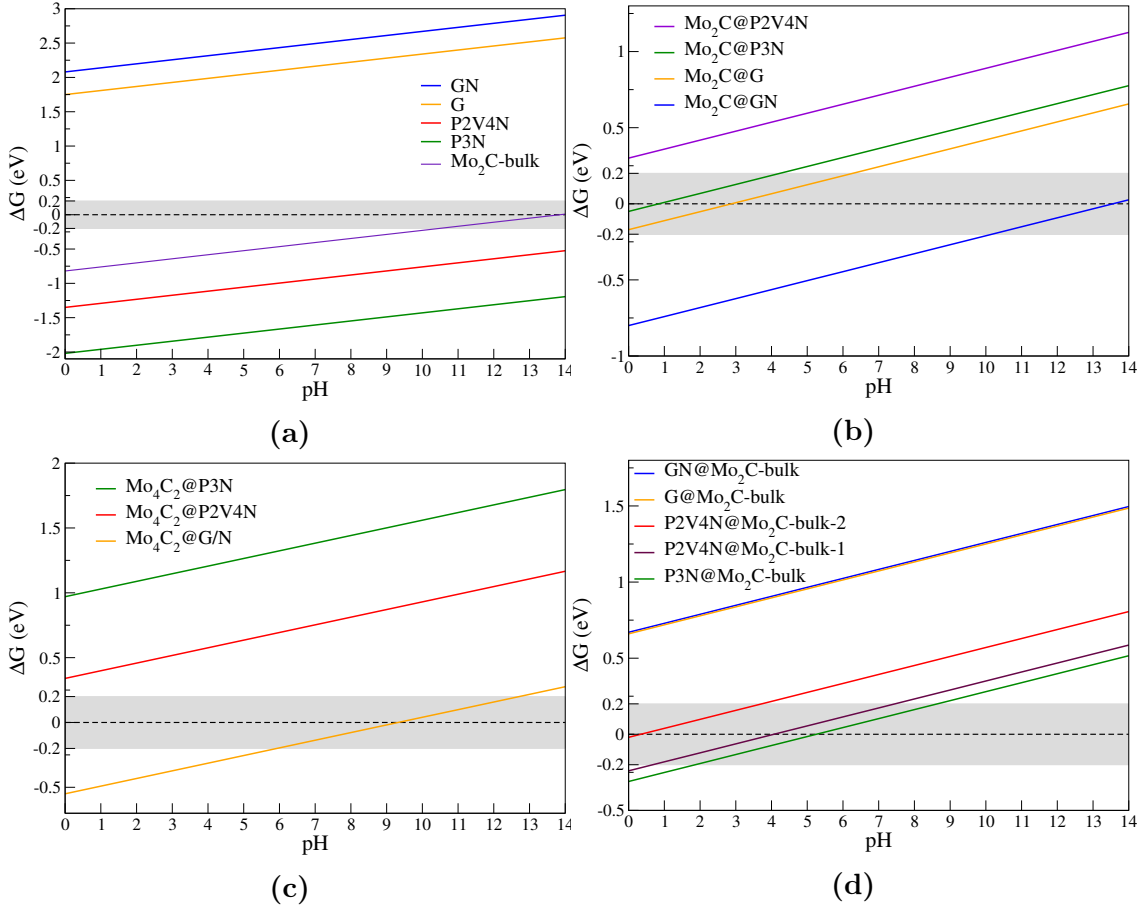 3
2.5
2
1.5
1
0.5
0.2
0
-0.2
-0.5
-1
-1.5
-2
ΔG (eV)
GN
G
P2V4N
P3N
Mo₂C-bulk
0 1 2 3 4 5 6 7 8 9 10 11 12 13 14
pH
(a)
1
0.5
0.2
0
-0.2
-0.5
-1
ΔG (eV)
Mo₂C@P2V4N
Mo₂C@P3N
Mo₂C@G
Mo₂C@GN
0 1 2 3 4 5 6 7 8 9 10 11 12 13 14
pH
(b)
2
1.5
1
0.5
0.2
0
-0.2
-0.5
ΔG (eV)
Mo₄C₂@P3N
Mo₄C₂@P2V4N
Mo₄C₂@G/N
0 1 2 3 4 5 6 7 8 9 10 11 12 13 14
pH
(c)
1.5
1
0.5
0.2
0
-0.2
-0.5
ΔG (eV)
GN@Mo₂C-bulk
G@Mo₂C-bulk
P2V4N@Mo₂C-bulk-2
P2V4N@Mo₂C-bulk-1
P3N@Mo₂C-bulk
0 1 2 3 4 5 6 7 8 9 10 11 12 13 14
pH
(d)